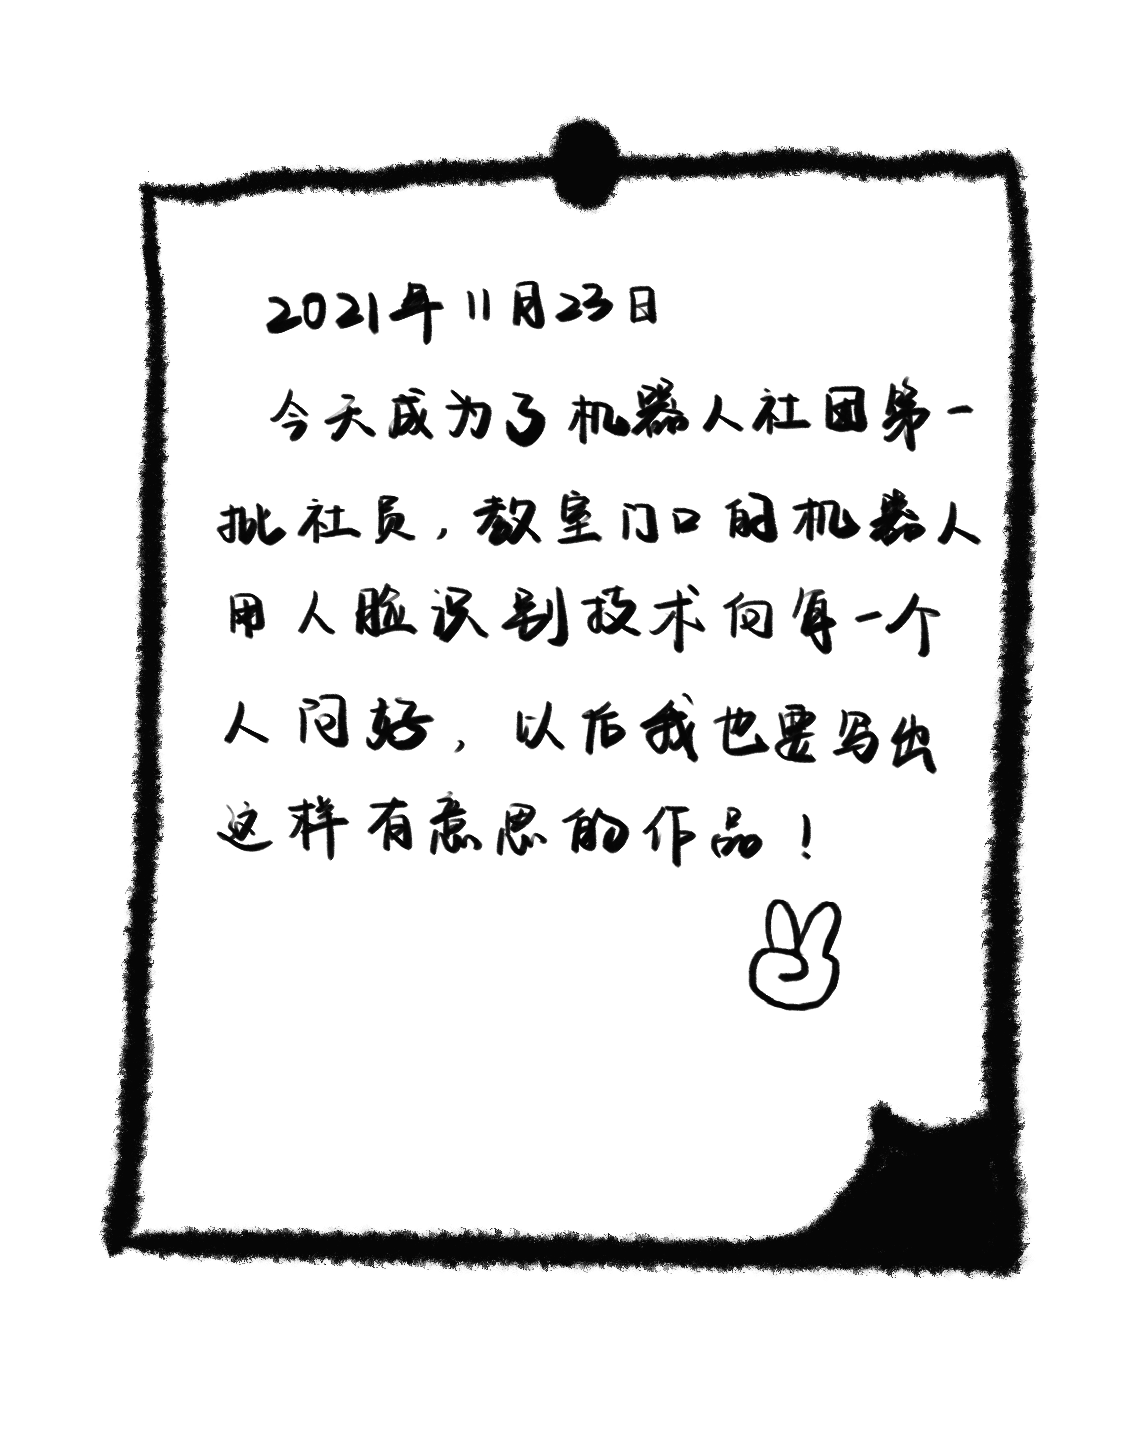 2021年11月23日
今天成为了机器人社团第一
批社员，教室门口的机器人
用人脸识别技术向每一个
人问好，以后我也要写出
这样有意思的作品！